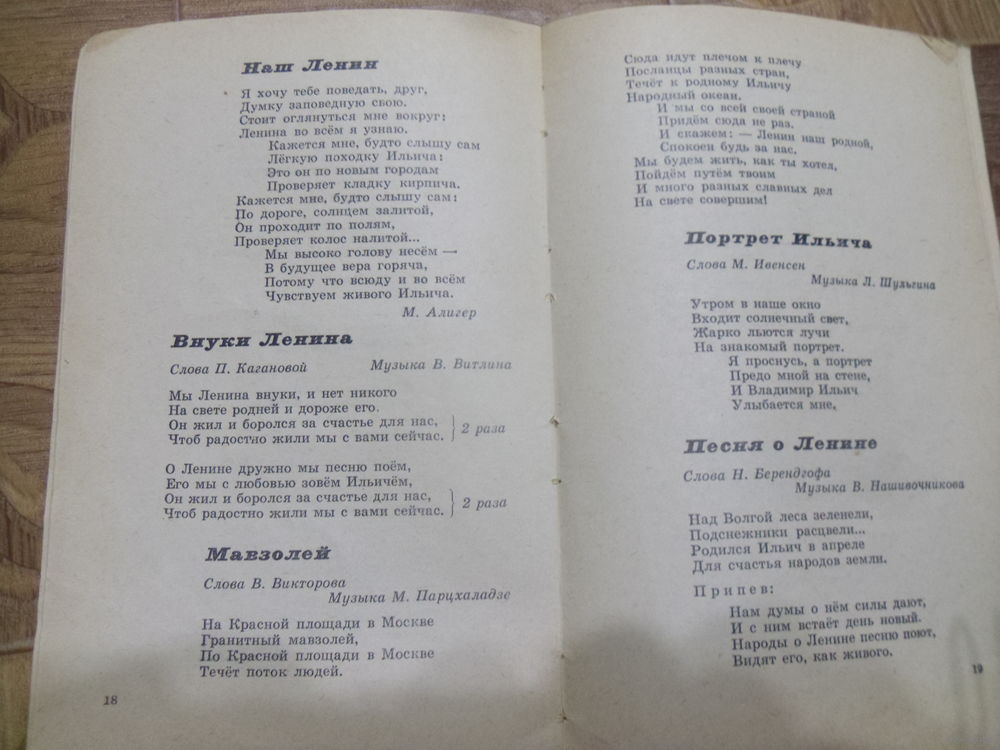 Наш Ленин
Я хочу тебе поведать, друг,
Думку заповедную свою.
Стоит оглянуться мне вокруг:
Ленина во всём я узнаю.
Кажется мне, будто слышу сам
Лёгкую походку Ильича:
Это он по новым городам
Проверяет кладку кирпича.
Кажется мне, будто слышу сам:
По дороге, солнцем залитой,
Он проходит по полям,
Проверяет колос налитой...
Мы высоко голову несём —
В будущее вера горяча,
Потому что всюду и во всём
Чувствуем живого Ильича.
М. Алигер
Внуки Ленина
Слова П. Кагановой Музыка В. Витлина
Мы Ленина внуки, и нет никого
На свете родней и дороже его.
Он жил и боролся за счастье для нас,
Чтоб радостно жили мы с вами сейчас.
2 раза
О Ленине дружно мы песню поём,
Его мы с любовью зовём Ильичём,
Он жил и боролся за счастье для нас,
Чтоб радостно жили мы с вами сейчас.
2 раза
Мавзолей
Слова В. Викторова
Музыка М. Парцхаладзе
На Красной площади в Москве
Гранитный мавзолей,
По Красной площади в Москве
Течёт поток людей.
18
Сюда идут плечом к плечу
Посланцы разных стран,
Течёт к родному Ильичу
Народный океан.
И мы со всей своей страной
Придём сюда не раз.
И скажем: — Ленин наш родной,
Спокоен будь за нас.
Мы будем жить, как ты хотел,
Пойдём путём твоим
И много разных славных дел
На свете совершим!
Портрет Ильича
Слова М. Ивенсен
Музыка Л. Шульгина
Утром в наше окно
Входит солнечный свет,
Жарко льются лучи
На знакомый портрет.
Я проснусь, а портрет
Предо мной на стене,
И Владимир Ильич
Улыбается мне.
Песня о Ленине
Слова Н. Берендгофа
Музыка В. Нашивочникова
Над Волгой леса зеленели,
Подснежники расцвели...
Родился Ильич в апреле
Для счастья народов земли.
Припев:
Нам думы о нём силы дают,
И с ним встаёт день новый.
Народы о Ленине песню поют,
Видят его, как живого.
19